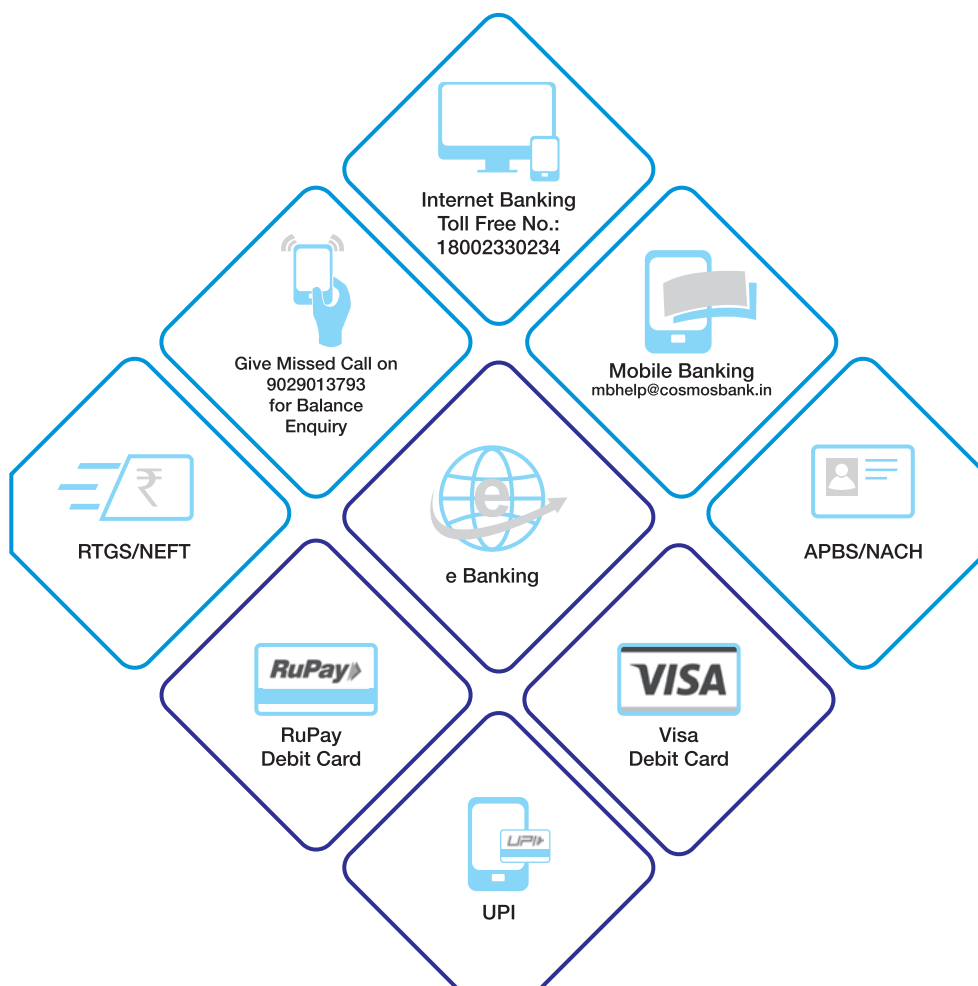 Internet Banking
Toll Free No.:
18002330234
Give Missed Call on
9029013793
for Balance
Enquiry
Mobile Banking
mbhelp@cosmosbank.in
₹
RTGS/NEFT
e
e Banking
APBS/NACH
RuPay
RuPay
Debit Card
VISA
Visa
Debit Card
UPI
UPI